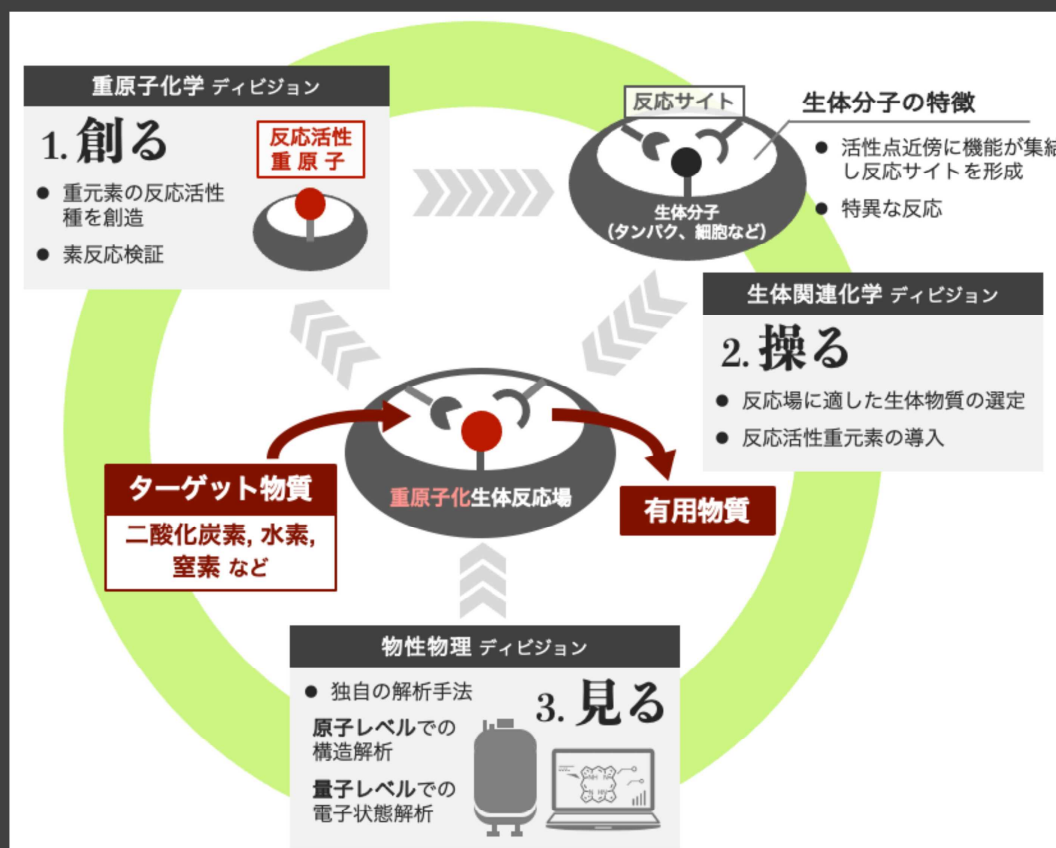 重原子化学 ディビジョン
1. 創る
反応活性
重原子
● 重元素の反応活性
種を創造
● 素反応検証
反応サイト
生体分子
(タンパク、細胞など)
生体分子の特徴
● 活性点近傍に機能が集結
し反応サイトを形成
● 特異な反応
生体関連化学 ディビジョン
2. 操る
● 反応場に適した生体物質の選定
● 反応活性重元素の導入
ターゲット物質
二酸化炭素, 水素,
窒素 など
重原子化生体反応場
有用物質
物性物理 ディビジョン
● 独自の解析手法
3. 見る
原子レベルでの
構造解析
量子レベルでの
電子状態解析